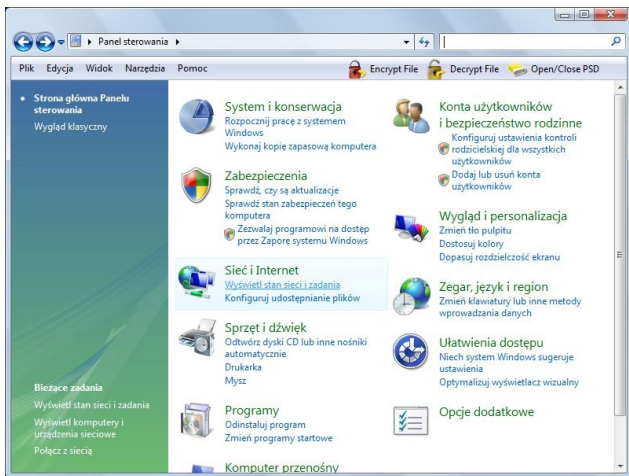 Panel sterowania
Plik Edycja Widok Narzędzia Pomoc
Encrypt File Decrypt File Open/Close PSD
Strona główna Panelu
sterowania
Wygląd klasyczny
Bieżące zadania
Wyświetl stan sieci i zadania
Wyświetl komputery i
urządzenia sieciowe
Połącz z siecią
System i konserwacja
Rozpocznij pracę z systemem
Windows
Wykonaj kopię zapasową komputera
Zabezpieczenia
Sprawdź, czy są aktualizacje
Sprawdź stan zabezpieczeń tego
komputera
Zezwalaj programowi na dostęp
przez Zaporę systemu Windows
Sieć i Internet
Wyświetl stan sieci i zadania
Konfiguruj udostępnianie plików
Sprzęt i dźwięk
Odtwórz dyski CD lub inne nośniki
automatycznie
Drukarka
Mysz
Programy
Odinstaluj program
Zmień programy startowe
Komputer przenośny
Konta użytkowników
i bezpieczeństwo rodzinne
Konfiguruj ustawienia kontroli
rodzicielskiej dla wszystkich
użytkowników
Dodaj lub usuń konta
użytkowników
Wygląd i personalizacja
Zmień tło pulpitu
Dostosuj kolory
Dopasuj rozdzielczość ekranu
Zegar, język i region
Zmień klawiatury lub inne metody
wprowadzania danych
Ułatwienia dostępu
Niech system Windows sugeruje
ustawienia
Optymalizuj wyświetlacz wizualny
Opcje dodatkowe